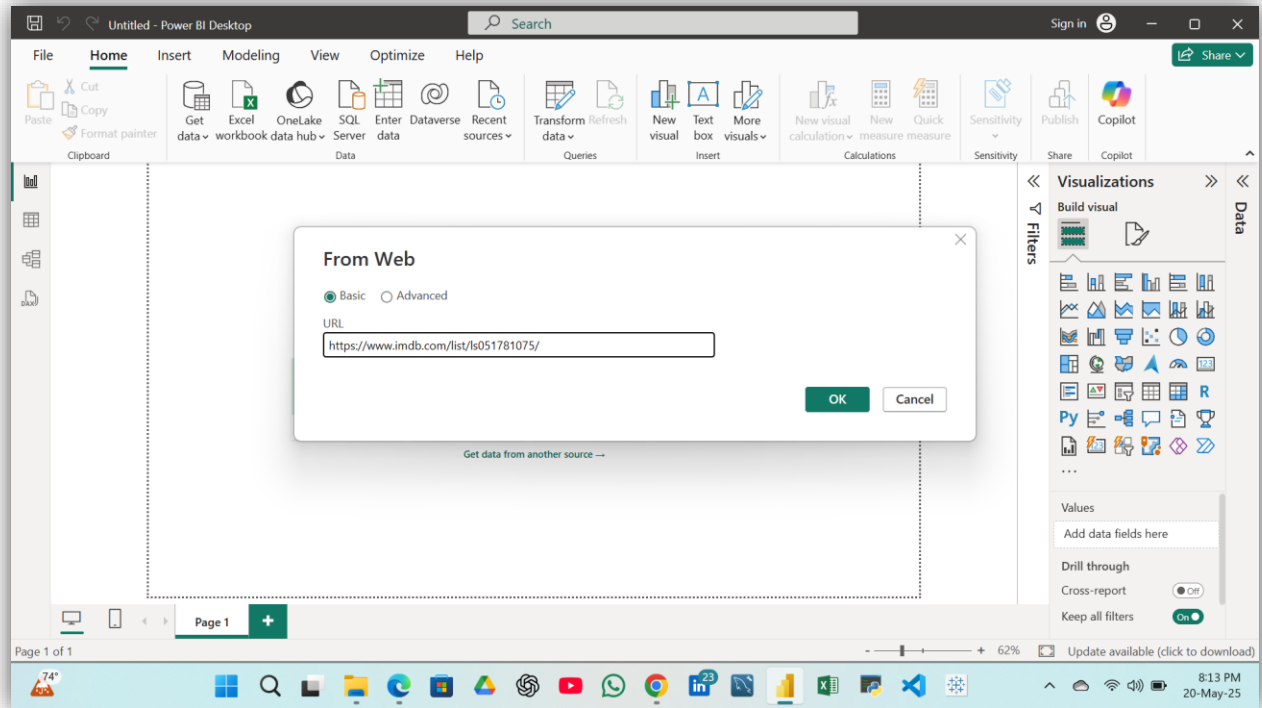 Untitled - Power BI Desktop
Search
Sign in
File Home Insert Modeling View Optimize Help
Share
Paste
Cut
Copy
Format painter
Clipboard
Get data
Excel workbook
OneLake data hub
SQL Server
Enter data
Dataverse
Recent sources
Data
Transform data
Refresh
Queries
New visual
Text box
More visuals
Insert
New visual calculation
New measure
Quick measure
Calculations
Sensitivity
Sensitivity
Publish
Share
Copilot
Copilot
Filters
Visualizations
Data
Build visual
From Web
Basic Advanced
URL
https://www.imdb.com/list/ls051781075/
OK Cancel
Get data from another source →
123
R
Py
...
Values
Add data fields here
Drill through
Cross-report Off
Keep all filters On
Page 1
Page 1 of 1
- + 62% Update available (click to download)
74°
23
8:13 PM
20-May-25